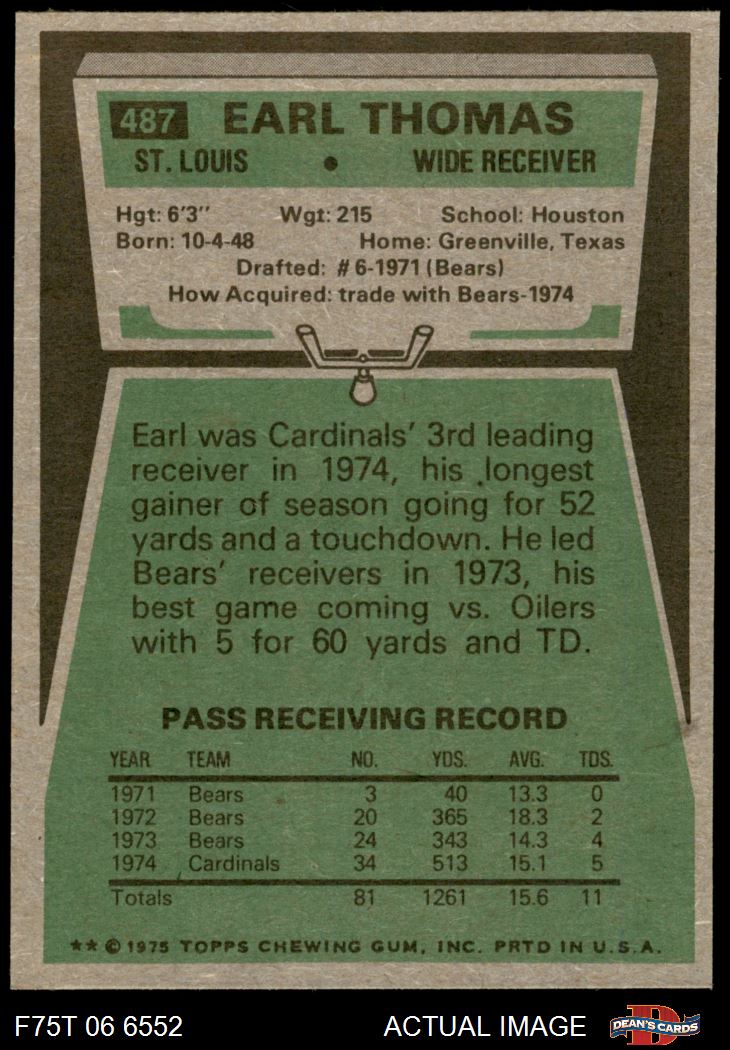 487 EARL THOMAS
ST. LOUIS • WIDE RECEIVER
Hgt: 6'3" Wgt: 215 School: Houston
Born: 10-4-48 Home: Greenville, Texas
Drafted: #6-1971 (Bears)
How Acquired: trade with Bears-1974
Earl was Cardinals' 3rd leading
receiver in 1974, his longest
gainer of season going for 52
yards and a touchdown. He led
Bears' receivers in 1973, his
best game coming vs. Oilers
with 5 for 60 yards and TD.
PASS RECEIVING RECORD
YEAR TEAM NO. YDS. AVG. TDS.
1971 Bears 3 40 13.3 0
1972 Bears 20 365 18.3 2
1973 Bears 24 343 14.3 4
1974 Cardinals 34 513 15.1 5
Totals 81 1261 15.6 11
** © 1975 TOPPS CHEWING GUM, INC. PRTD IN U.S.A.
F75T 06 6552 ACTUAL IMAGE DEAN'S CARDS